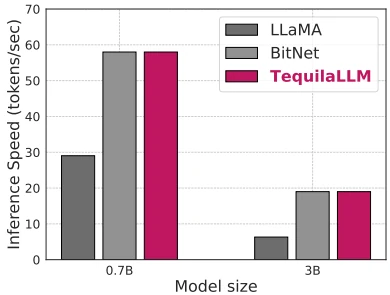 70
60
50
40
30
20
10
0
Inference Speed (tokens/sec)
LLaMA
BitNet
TequilaLLM
0.7B
3B
Model size